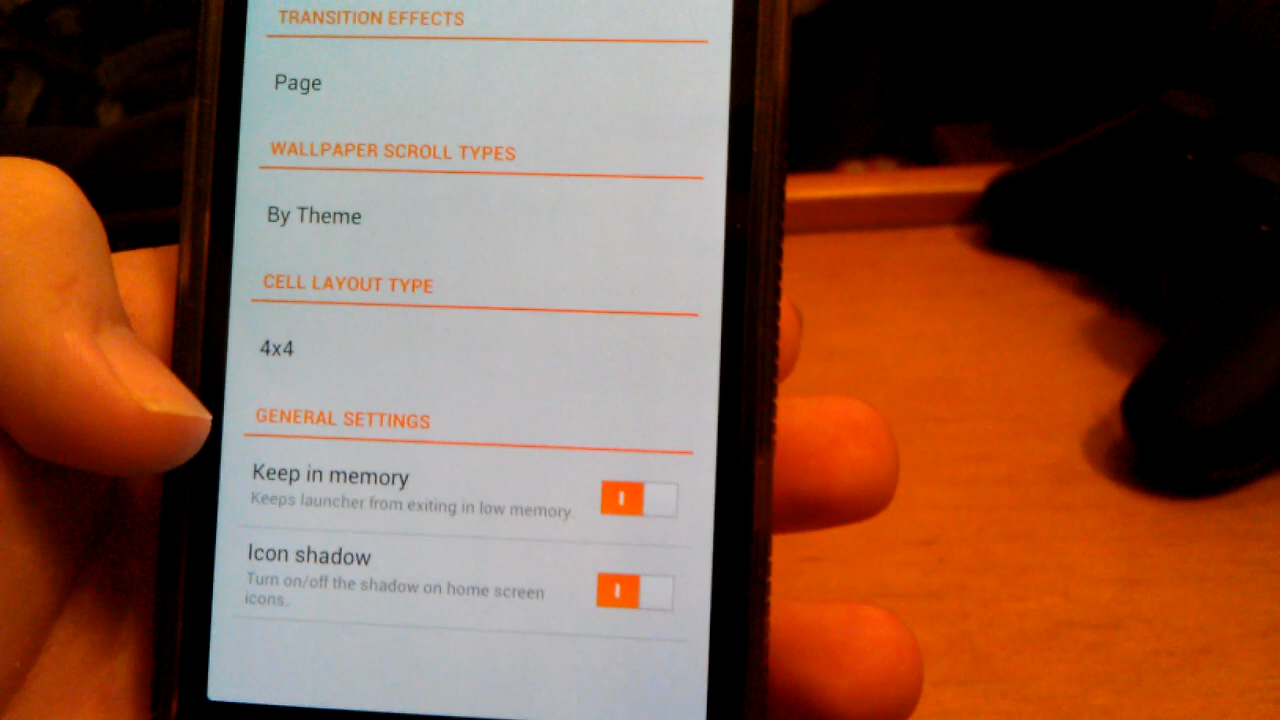 TRANSITION EFFECTS
Page
WALLPAPER SCROLL TYPES
By Theme
CELL LAYOUT TYPE
4x4
GENERAL SETTINGS
Keep in memory
Keeps launcher from exiting in low memory.
Icon shadow
Turn on/off the shadow on home screen
icons.